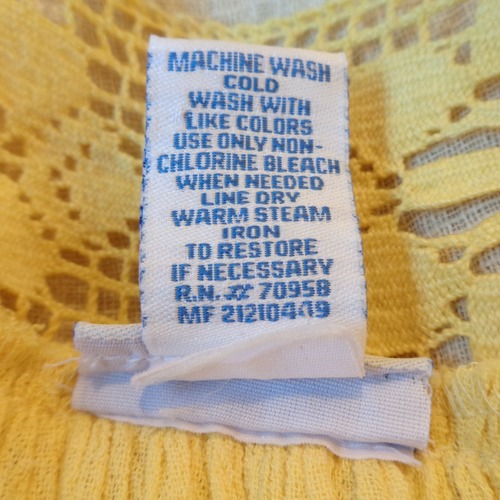 MACHINE WASH
COLD
WASH WITH
LIKE COLORS
USE ONLY NON-
CHLORINE BLEACH
WHEN NEEDED
LINE DRY
WARM STEAM
IRON
TO RESTORE
IF NECESSARY
R.N. # 70958
MF